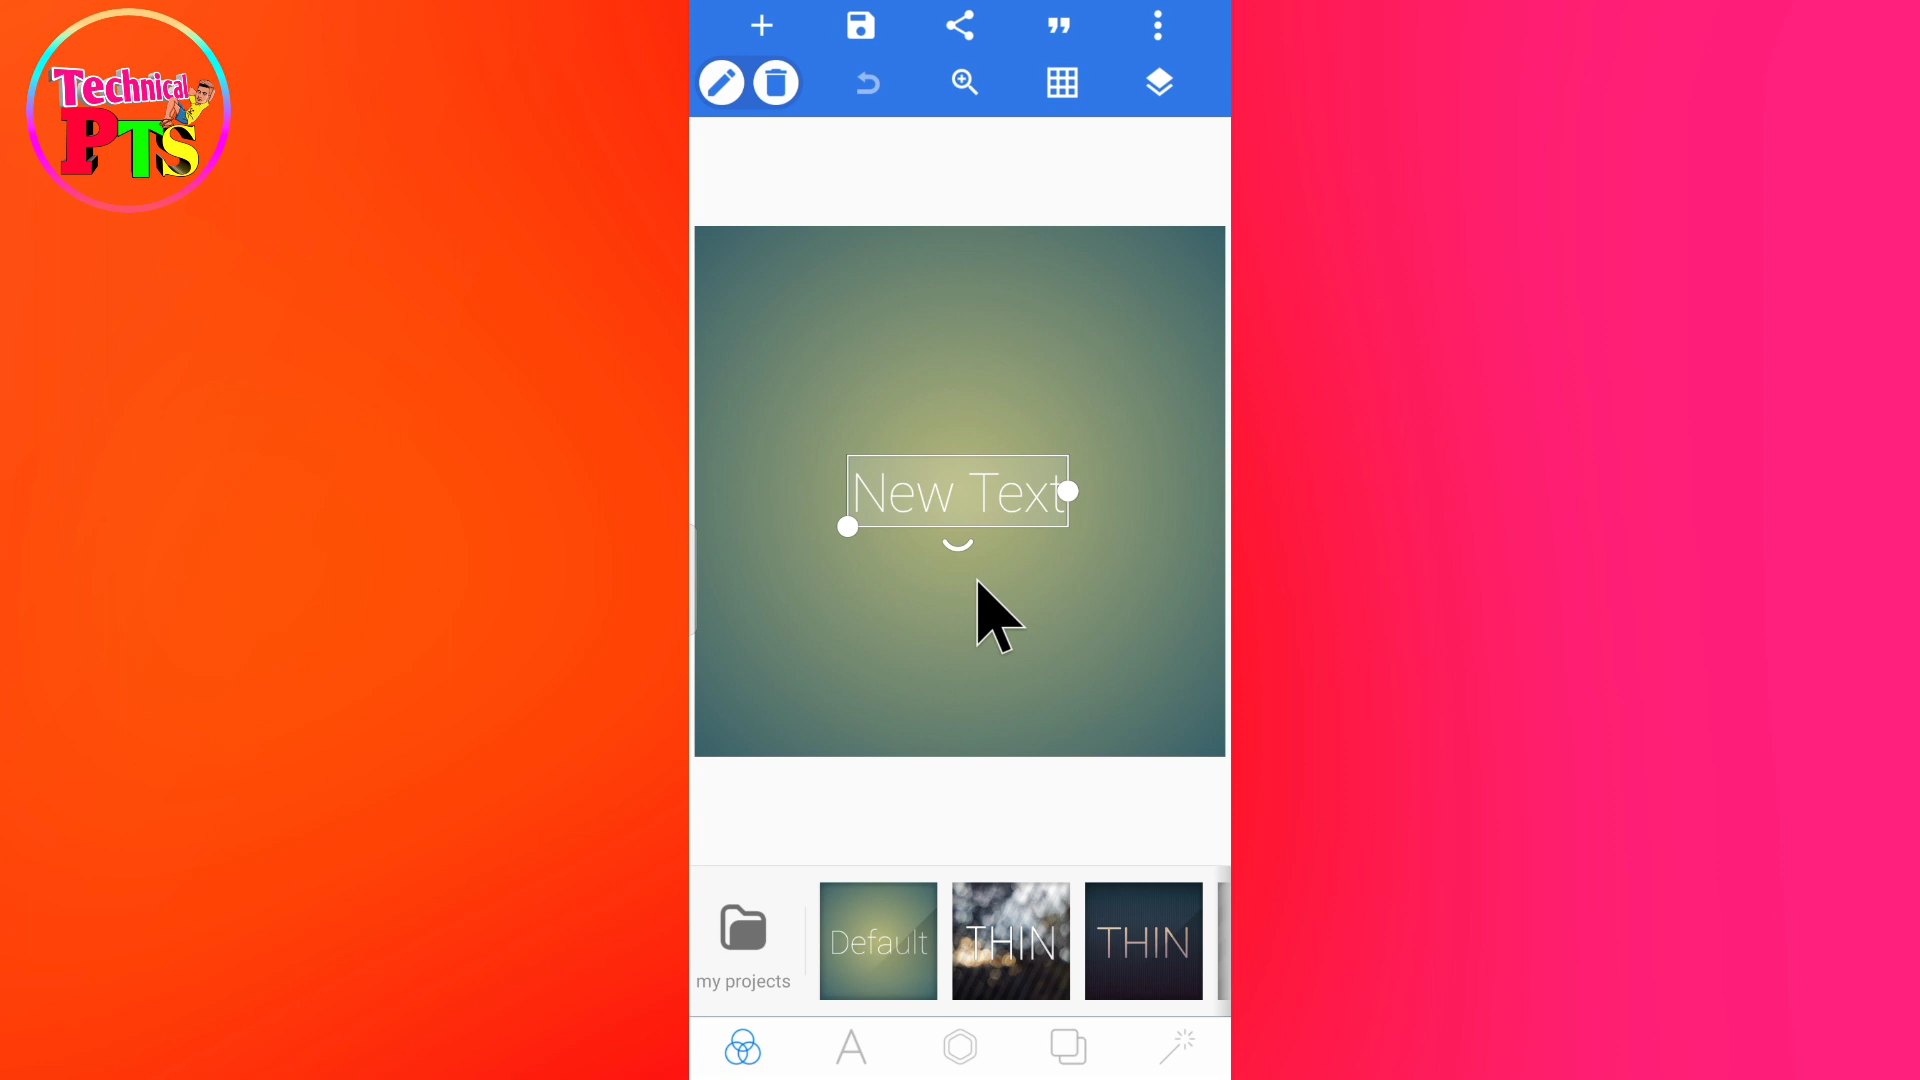 Technical
PTS
New Text
my projects
Default
THIN
THIN